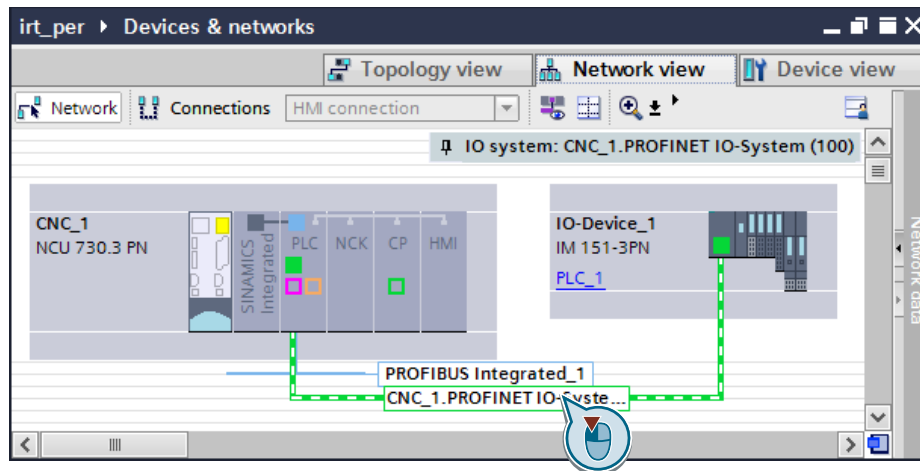 irt_per ▸ Devices & networks
Topology view
Network view
Device view
Network
Connections
HMI connection
IO system: CNC_1.PROFINET IO-System (100)
CNC_1
NCU 730.3 PN
SINAMICS
Integrated
PLC
NCK
CP
HMI
IO-Device_1
IM 151-3PN
PLC_1
PROFIBUS Integrated_1
CNC_1.PROFINET IO-Syste...
Network data